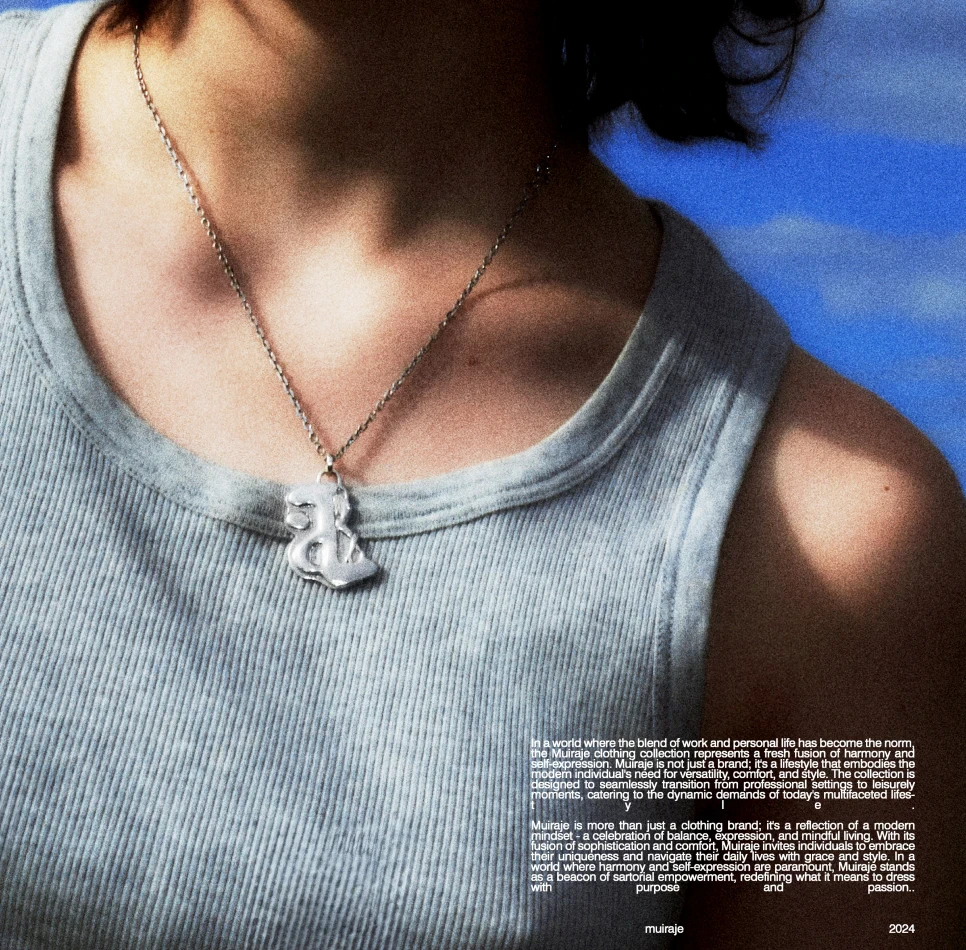 In a world where the blend of work and personal life has become the norm,
the Muiraje clothing collection represents a fresh fusion of harmony and
self-expression. Muiraje is not just a brand; it's a lifestyle that embodies the
modern individual's need for versatility, comfort, and style. The collection is
designed to seamlessly transition from professional settings to leisurely
moments, catering to the dynamic demands of today's multifaceted lifes-
t y l e .
Muiraje is more than just a clothing brand; it's a reflection of a modern
mindset - a celebration of balance, expression, and mindful living. With its
fusion of sophistication and comfort, Muiraje invites individuals to embrace
their uniqueness and navigate their daily lives with grace and style. In a
world where harmony and self-expression are paramount, Muiraje stands
as a beacon of sartorial empowerment, redefining what it means to dress
with purpose and passion..
muiraje 2024